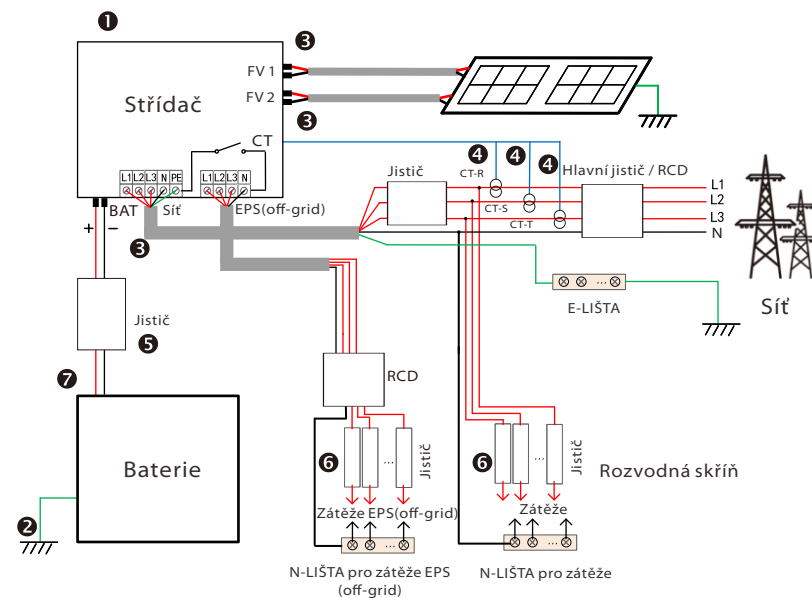 ❶
❸
FV 1
FV 2
Střídač
❸
CT
❹ ❹ ❹
L1 L2 L3 N PE
L1 L2 L3 N
Jistič
CT-R
Hlavní jistič / RCD
L1
L2
L3
N
CT-S
CT-T
BAT
Síť
EPS(off-grid)
+ −
❸
E-LIŠTA
Síť
Jistič
❺
❼
RCD
Baterie
❻
...
Jistič
❻
...
Jistič
Rozvodná skříň
Zátěže EPS(off-grid)
Zátěže
❷
...
...
...
N-LIŠTA pro zátěže EPS
(off-grid)
N-LIŠTA pro zátěže